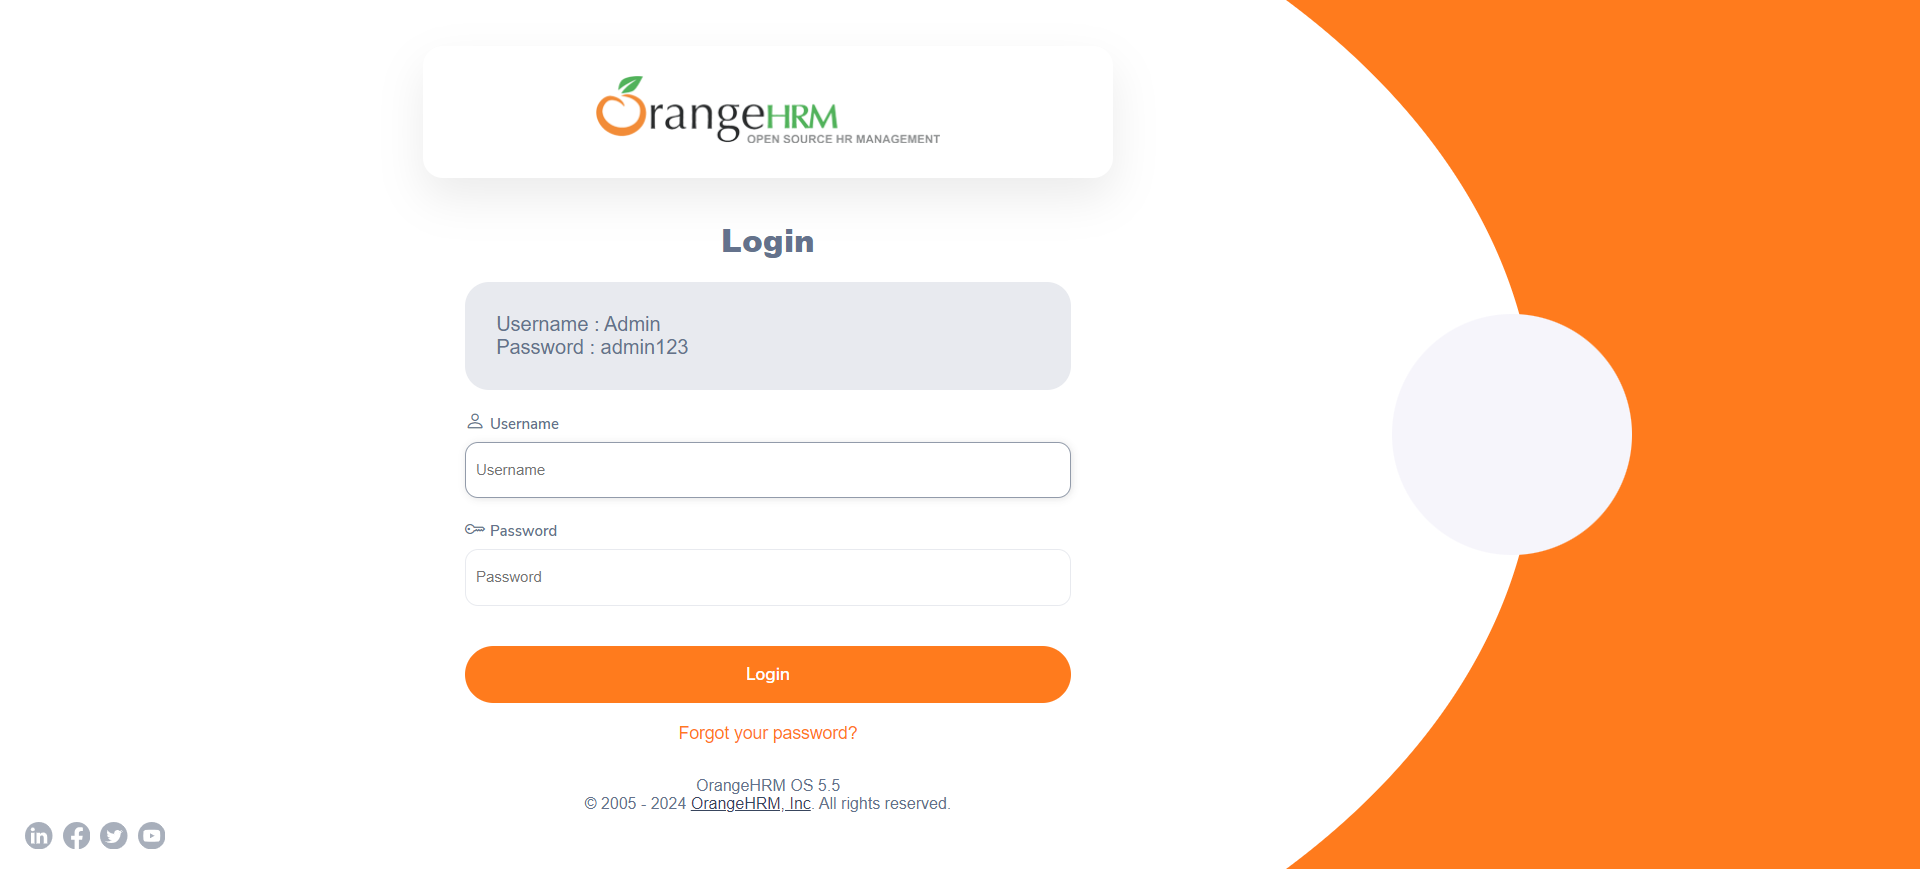 OrangeHRM
OPEN SOURCE HR MANAGEMENT
Login
Username : Admin
Password : admin123
Username
Username
Password
Password
Login
Forgot your password?
OrangeHRM OS 5.5
© 2005 - 2024 OrangeHRM, Inc. All rights reserved.